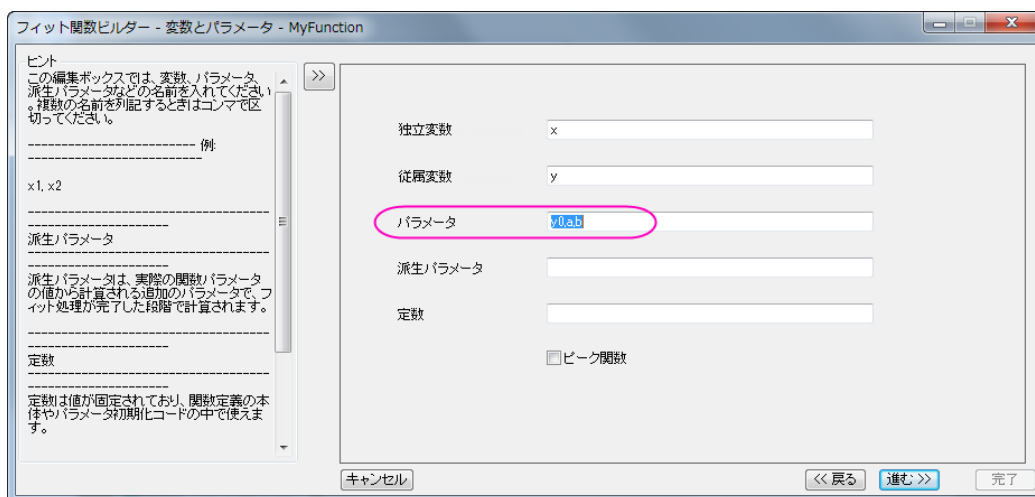 フィット関数ビルダー - 変数とパラメータ - MyFunction
ヒント
この編集ボックスでは、変数、パラメータ、
派生パラメータなどの名前を入れてください
。複数の名前を列記するときはコンマで区
切ってください。
-------------------------- 例:
---------------------------
x1, x2
-------------------------------------
----------------------
派生パラメータ
-------------------------------------
----------------------
派生パラメータは、実際の関数パラメータ
の値から計算される追加のパラメータで、フ
ィット処理が完了した段階で計算されます。
-------------------------------------
----------------------
定数
-------------------------------------
----------------------
定数は値が固定されており、関数定義の本
体やパラメータ初期化コードの中で使えま
す。
>>
独立変数 x
従属変数 y
パラメータ y0,a,b
派生パラメータ
定数
ピーク関数
キャンセル
<< 戻る
進む >>
完了